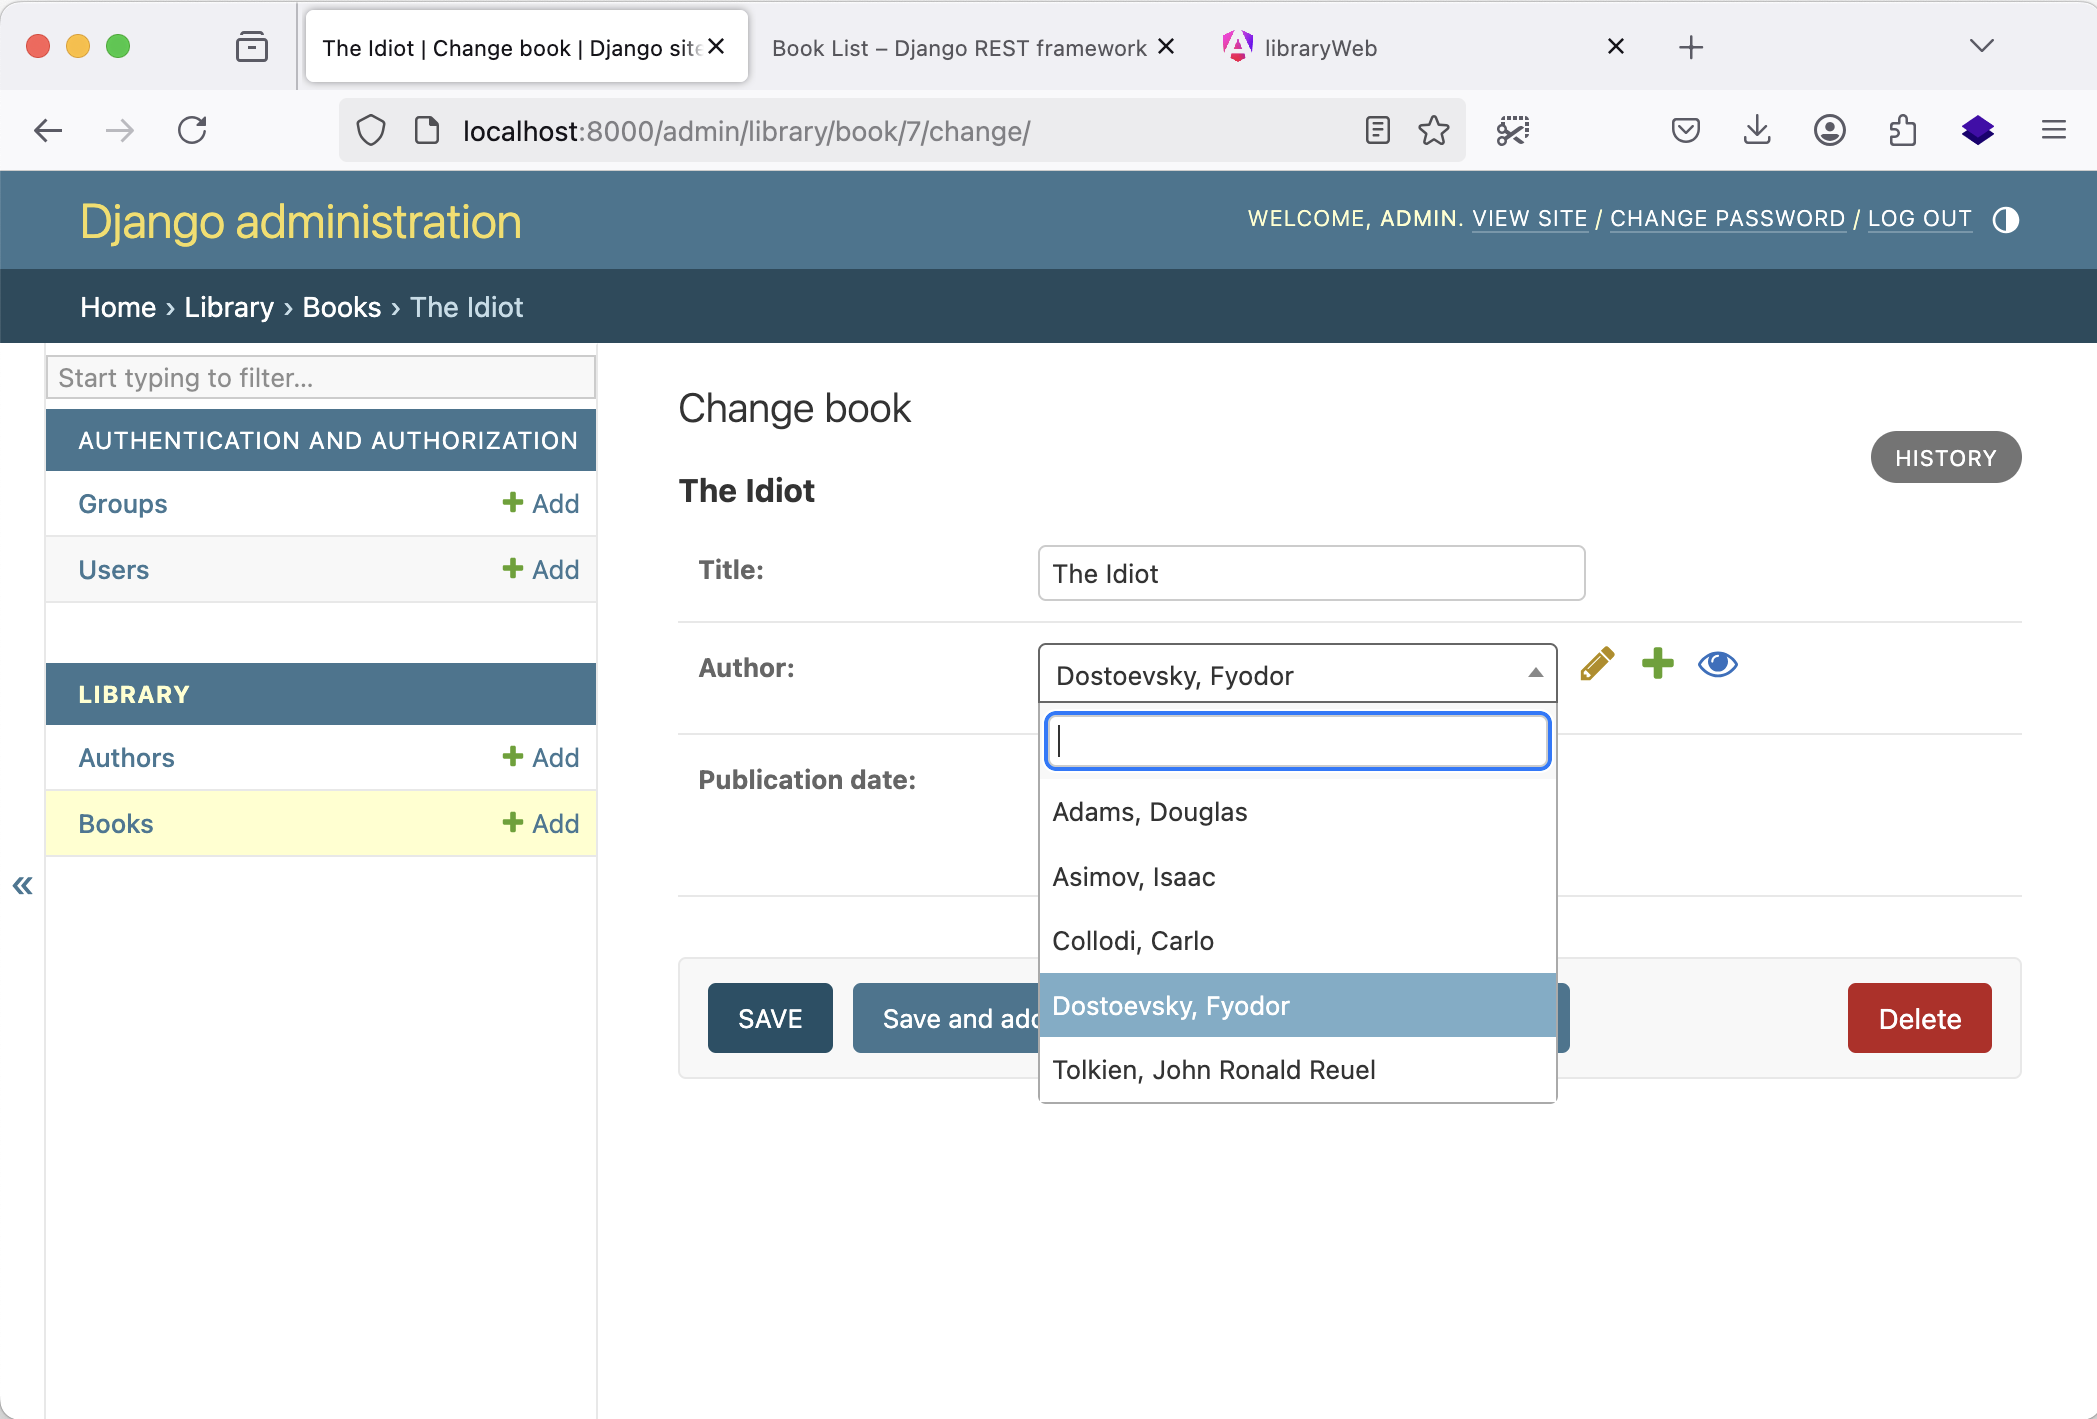 The Idiot | Change book | Django site
Book List – Django REST framework
libraryWeb
localhost:8000/admin/library/book/7/change/
Django administration
WELCOME, ADMIN. VIEW SITE / CHANGE PASSWORD / LOG OUT
Home › Library › Books › The Idiot
Start typing to filter...
AUTHENTICATION AND AUTHORIZATION
Groups
Add
Users
Add
LIBRARY
Authors
Add
Books
Add
«
Change book
HISTORY
The Idiot
Title:
The Idiot
Author:
Dostoevsky, Fyodor
Publication date:
Adams, Douglas
Asimov, Isaac
Collodi, Carlo
Dostoevsky, Fyodor
Tolkien, John Ronald Reuel
SAVE
Save and add
Delete